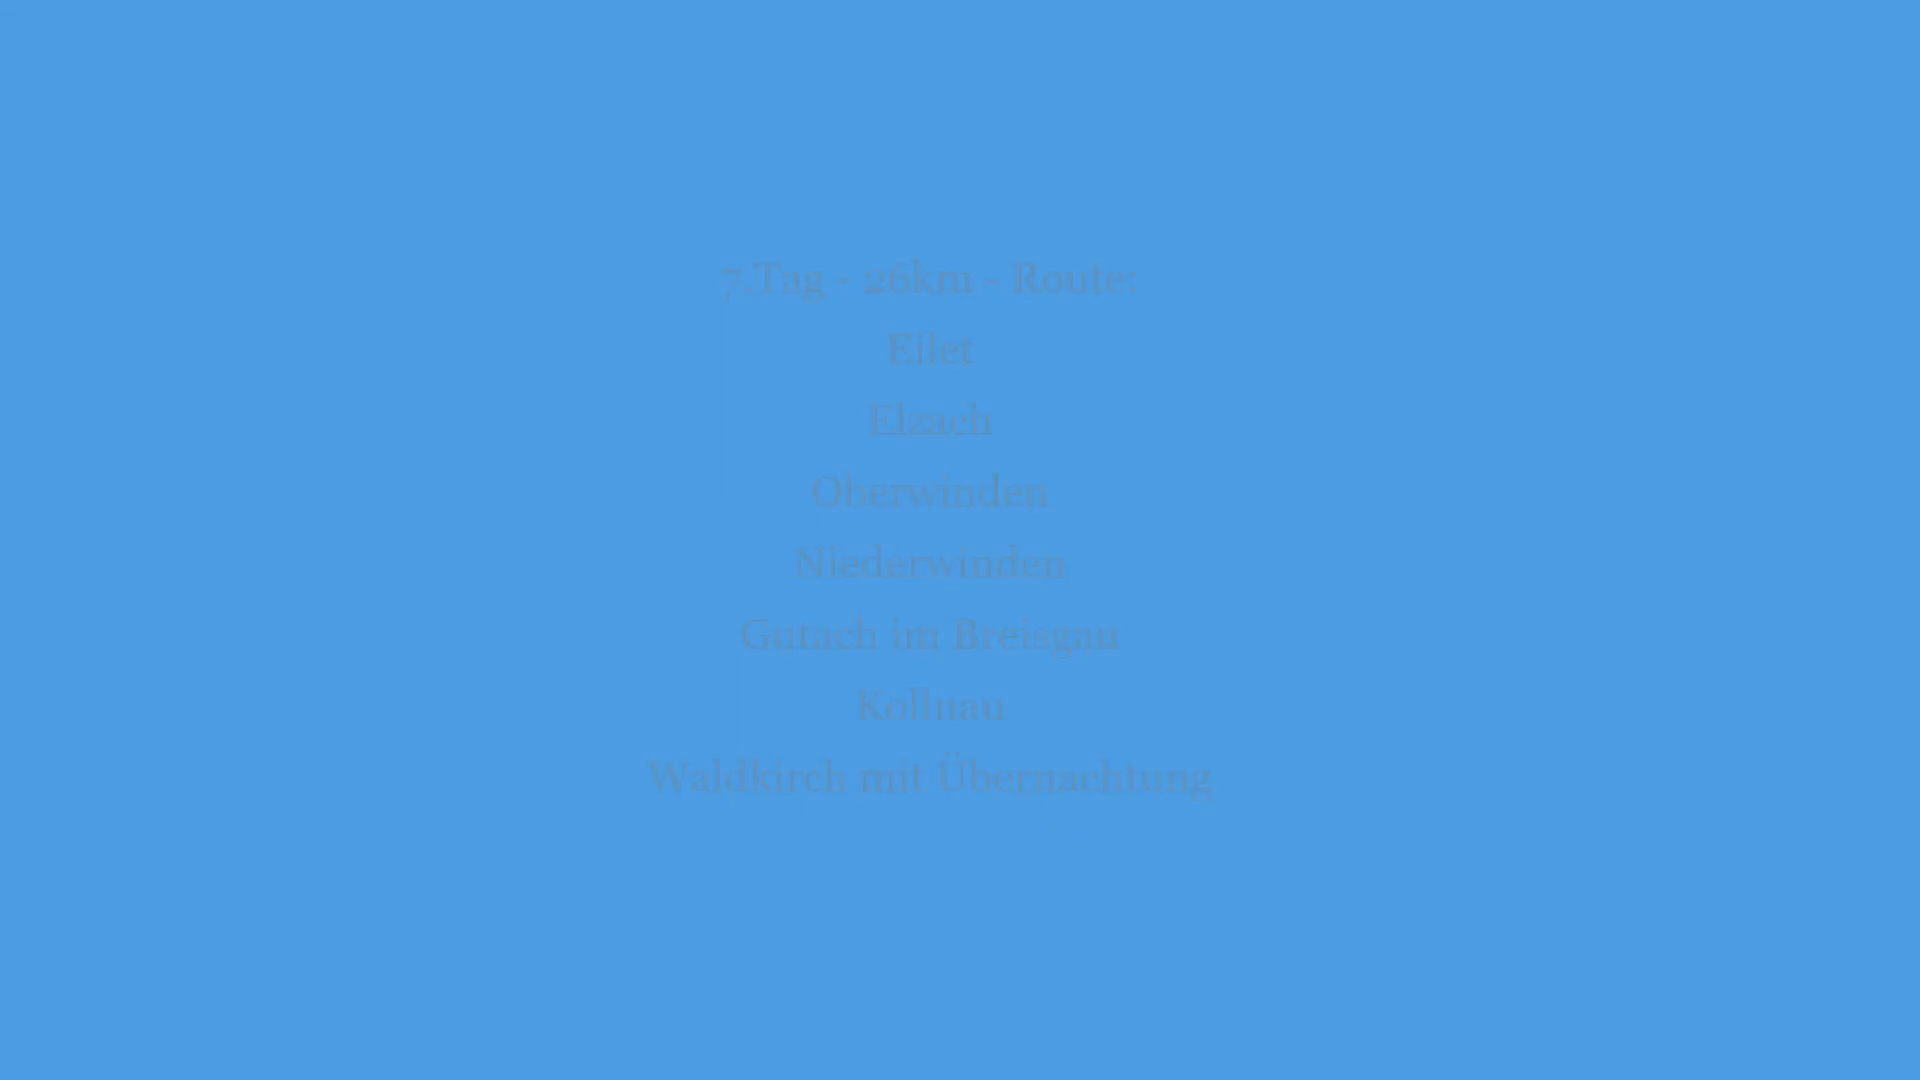 7.Tag - 26km - Route:
Eilet
Elzach
Oberwinden
Niederwinden
Gutach im Breisgau
Kollnau
Waldkirch mit Übernachtung